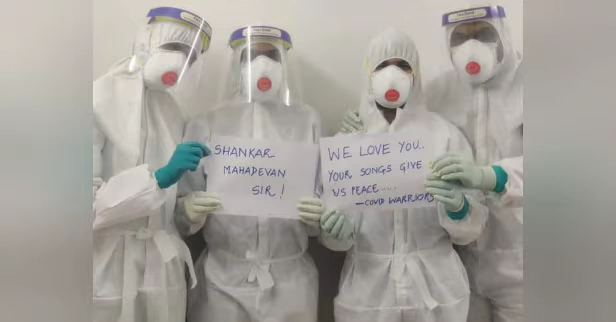 SHANKAR
MAHADEVAN
SIR!
WE LOVE YOU..
YOUR SONGS GIVE
US PEACE.....
- COVID WARRIORS